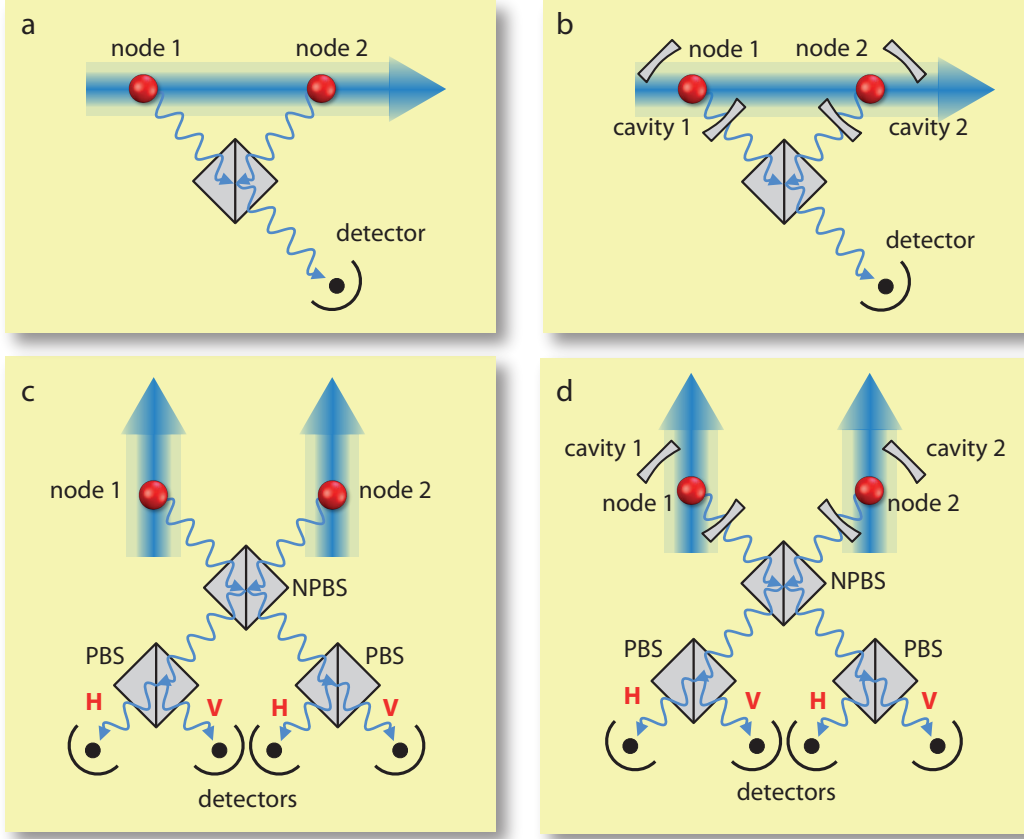 a
node 1
node 2
detector
b
node 1
node 2
cavity 1
cavity 2
detector
c
node 1
node 2
NPBS
PBS
PBS
H
V
H
V
detectors
d
cavity 1
cavity 2
node 1
node 2
NPBS
PBS
PBS
H
V
H
V
detectors